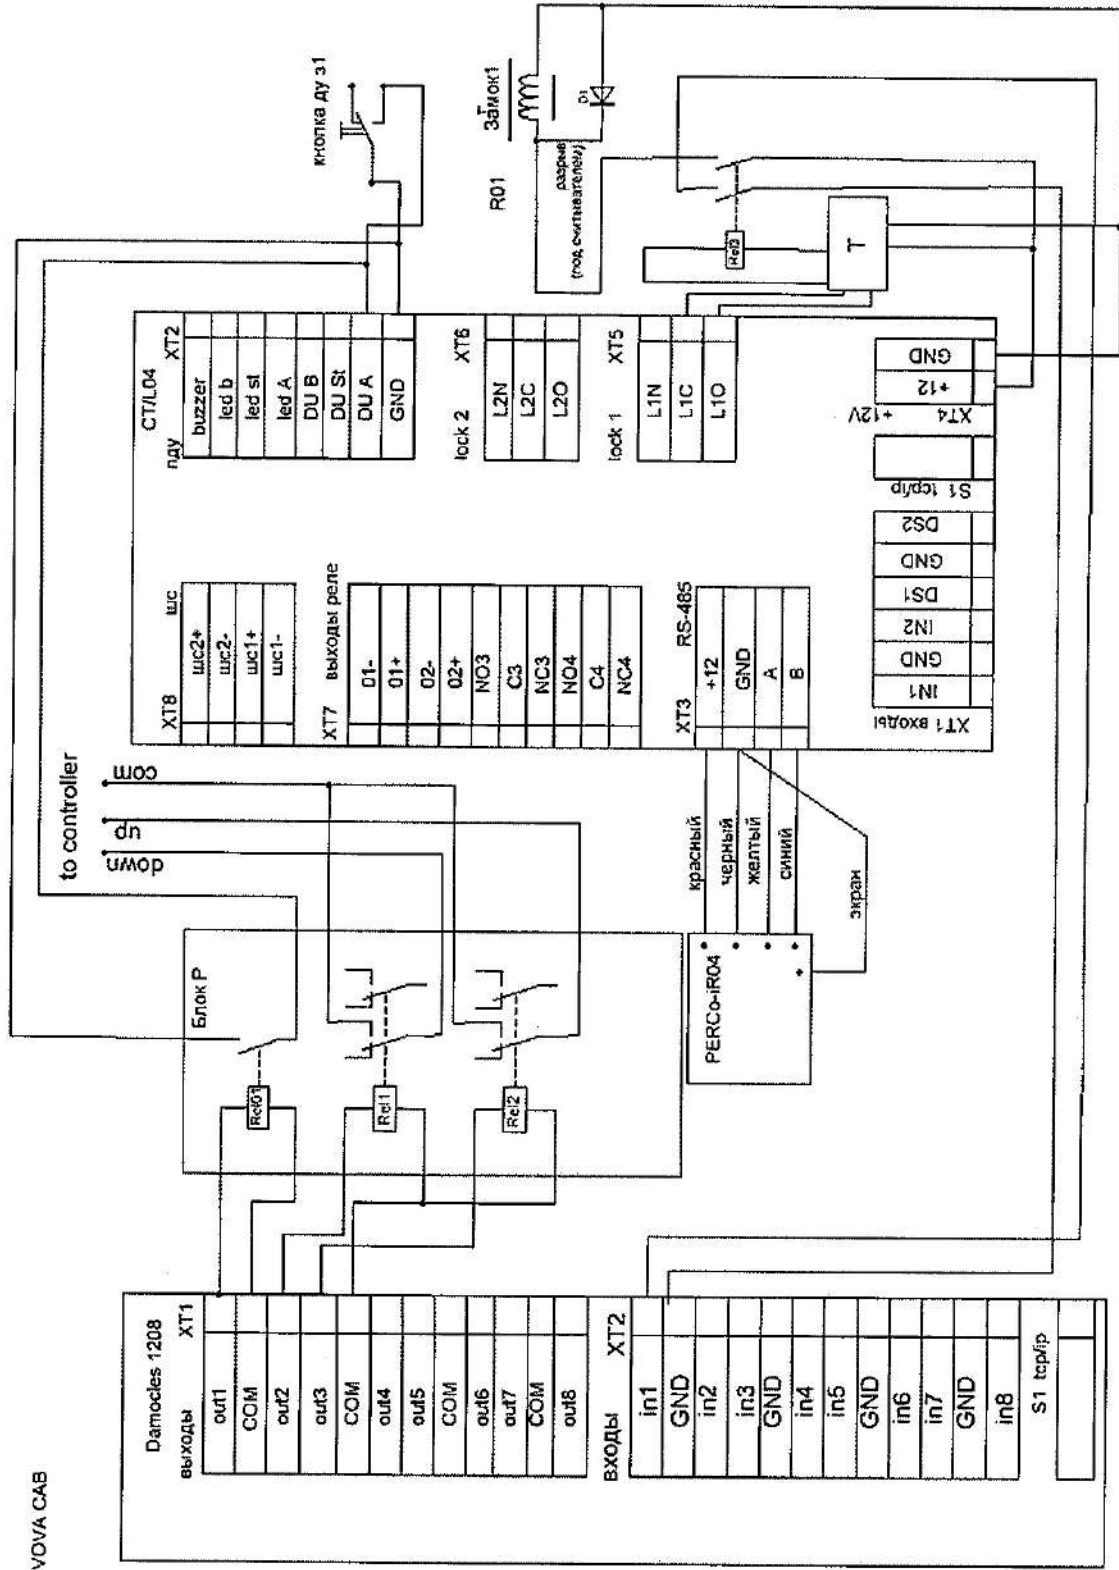 VOVA CAB
Damocles 1208
выходы XT1
out1
COM
out2
out3
COM
out4
out5
COM
out6
out7
COM
out8
входы XT2
in1
GND
in2
in3
GND
in4
in5
GND
in6
in7
GND
in8
S1 tcp/ip
Блок Р
Rel01
Rel1
Rel2
to controller
down
up
com
PERCo-iR04
красный
черный
желтый
синий
экран
CT/L04
XT8 шс
шс2+
шс2-
шс1+
шс1-
XT7 выходы реле
01-
01+
02-
02+
NO3
C3
NC3
NO4
C4
NC4
XT3 RS-485
+12
GND
A
B
XT1 входы
IN1
GND
IN2
DS1
GND
DS2
S1 tcp/ip
XT4 +12V
+12
GND
пду XT2
buzzer
led b
led st
led A
DU B
DU St
DU A
GND
lock 2 XT6
L2N
L2C
L2O
lock 1 XT5
L1N
L1C
L1O
кнопка ду з1
R01
Замок1
D1
разрыв
(под считывателем)
Rel3
T